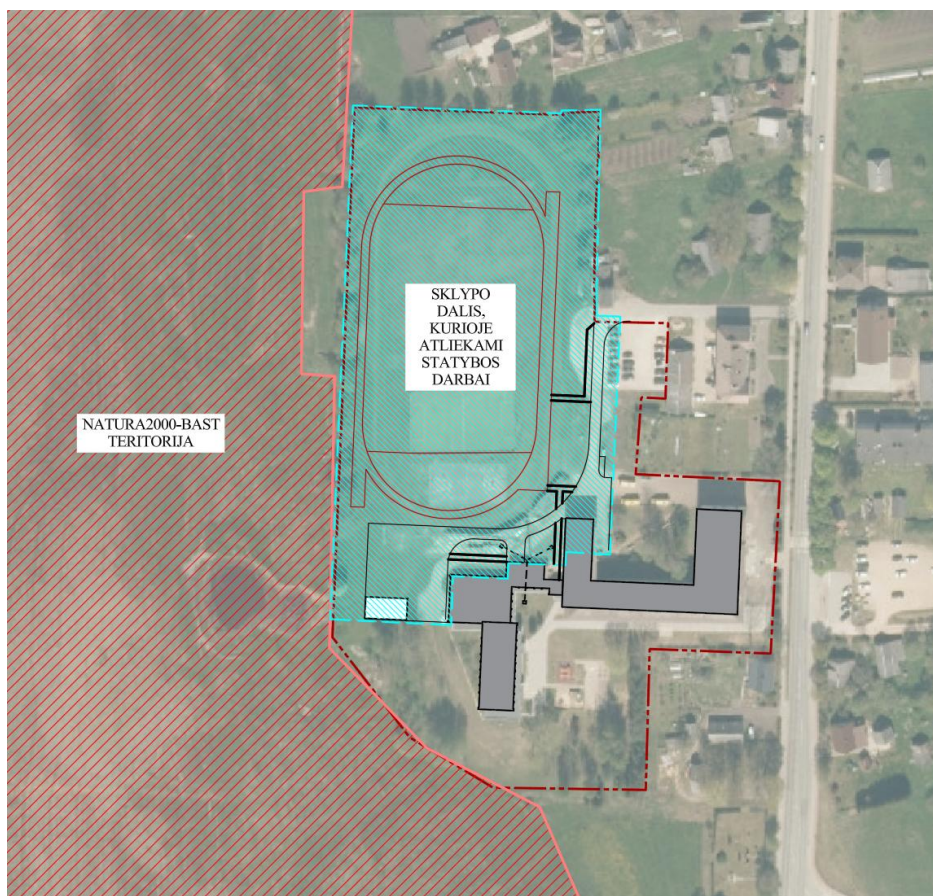 SKLYPO
DALIS,
KURIOJE
ATLIEKAMI
STATYBOS
DARBAI
NATURA2000-BAST
TERITORIJA